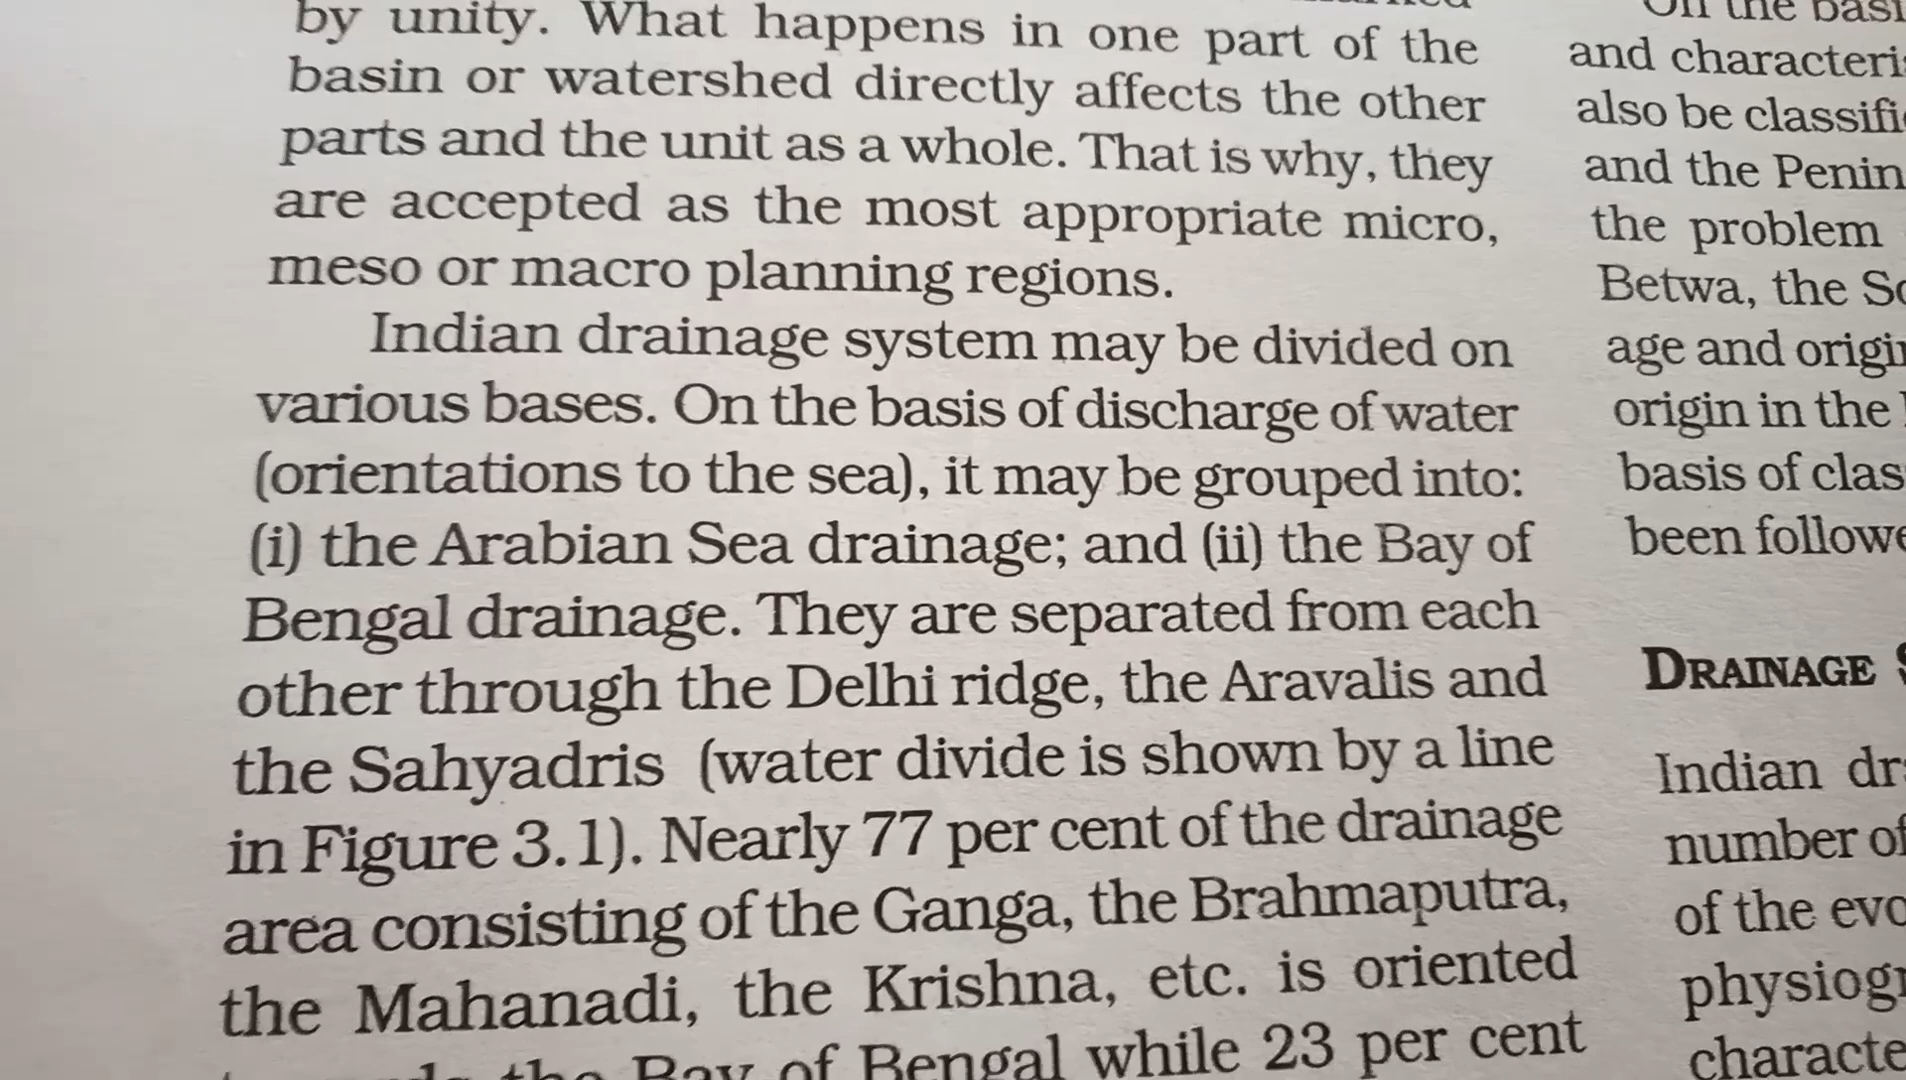 by unity. What happens in one part of the
basin or watershed directly affects the other
parts and the unit as a whole. That is why, they
are accepted as the most appropriate micro,
meso or macro planning regions.
Indian drainage system may be divided on
various bases. On the basis of discharge of water
(orientations to the sea), it may be grouped into:
(i) the Arabian Sea drainage; and (ii) the Bay of
Bengal drainage. They are separated from each
other through the Delhi ridge, the Aravalis and
the Sahyadris (water divide is shown by a line
in Figure 3.1). Nearly 77 per cent of the drainage
area consisting of the Ganga, the Brahmaputra,
the Mahanadi, the Krishna, etc. is oriented
the Bay of Bengal while 23 per cent
On the basi
and characteri
also be classifi
and the Penin
the problem
Betwa, the So
age and origi
origin in the
basis of clas
been followe
DRAINAGE
Indian dr
number of
of the evo
physiog
characte